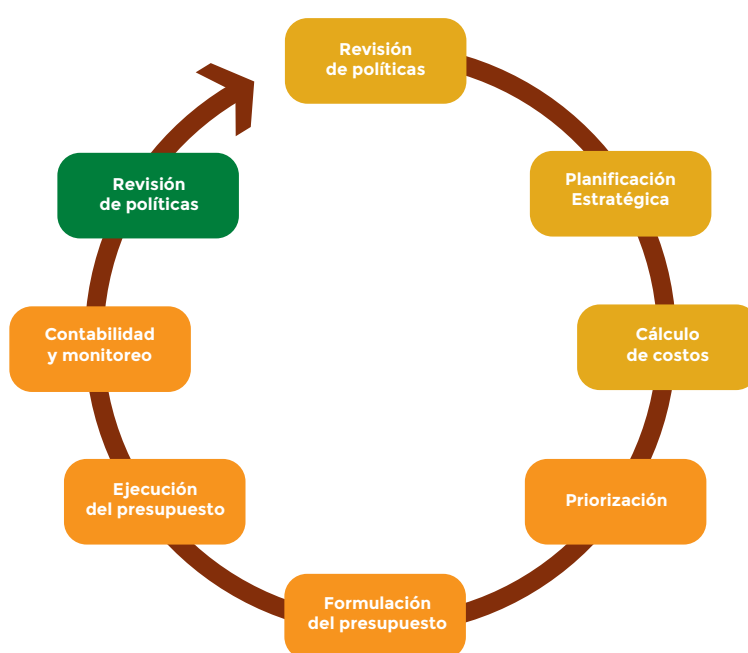 Revisión
de políticas
Planificación
Estratégica
Cálculo
de costos
Priorización
Formulación
del presupuesto
Ejecución
del presupuesto
Contabilidad
y monitoreo
Revisión
de políticas